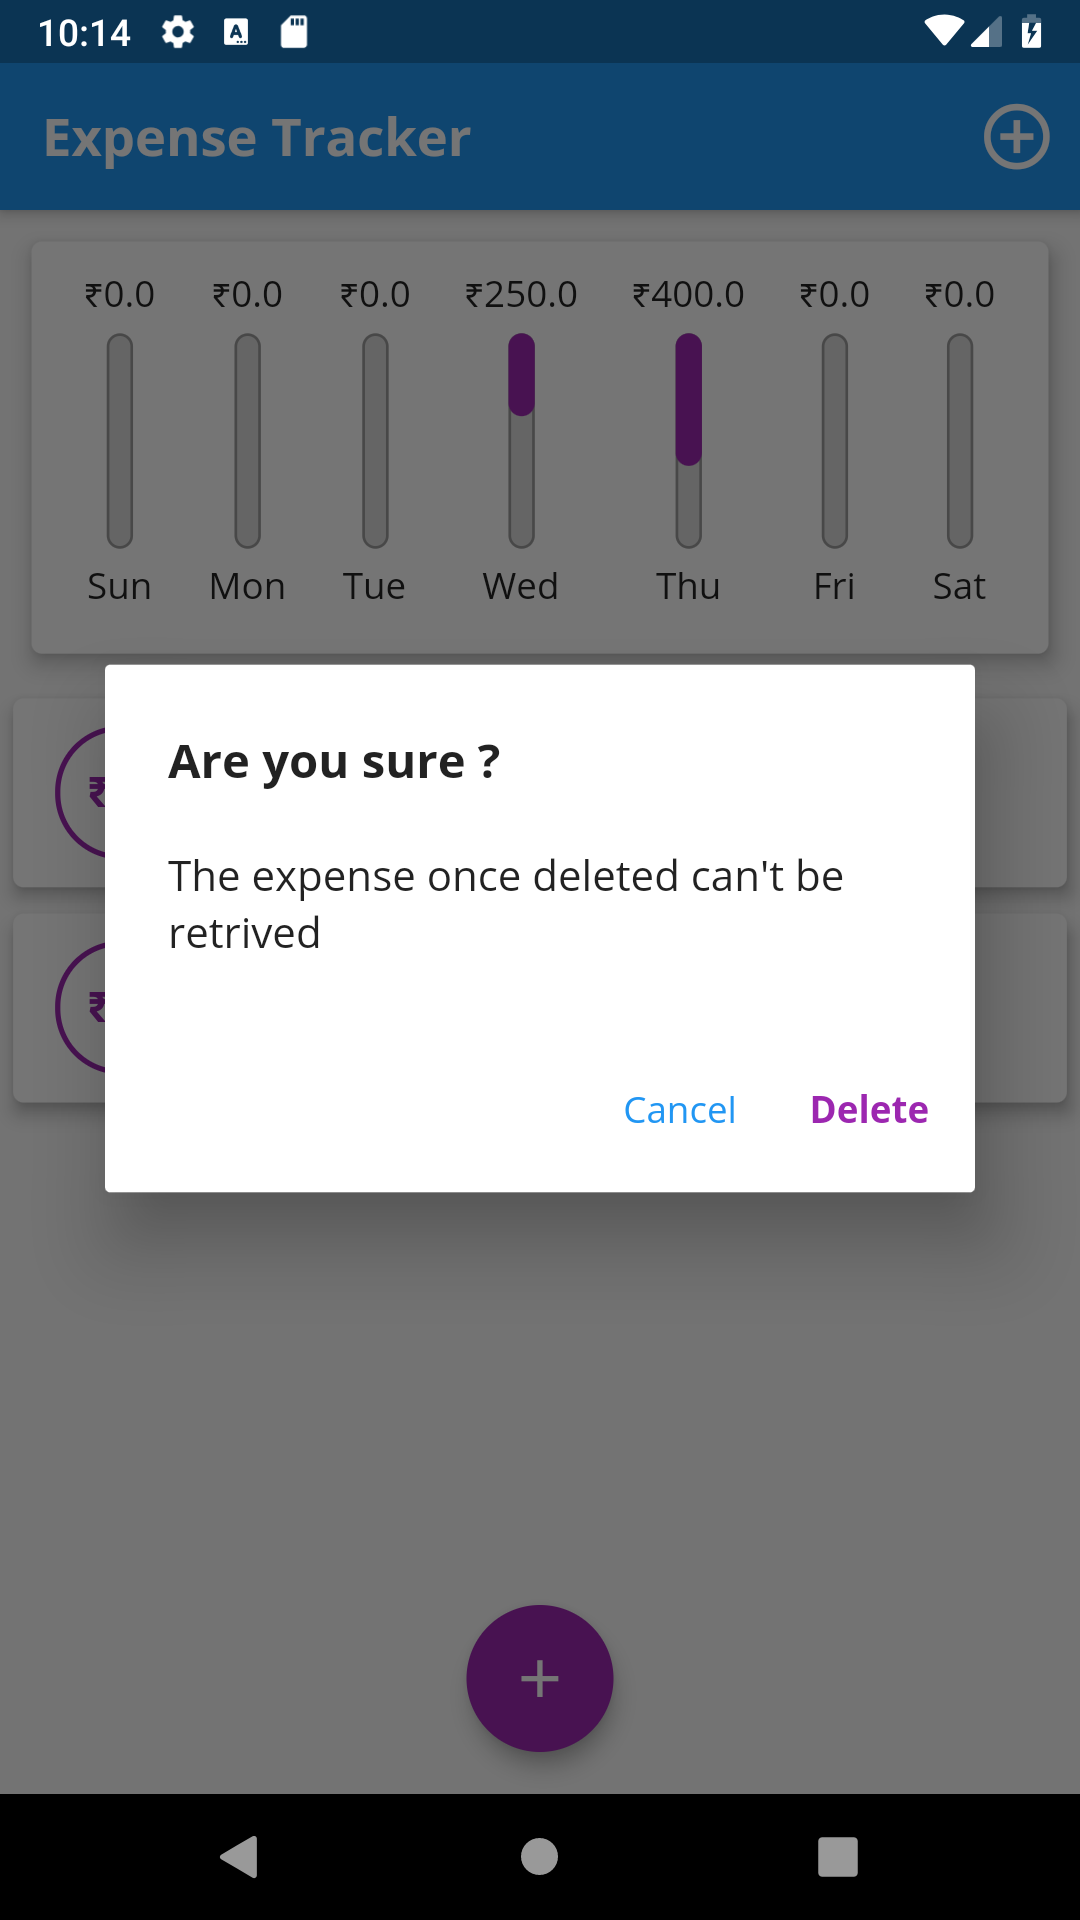 10:14
Expense Tracker
₹0.0 ₹0.0 ₹0.0 ₹250.0 ₹400.0 ₹0.0 ₹0.0
Sun Mon Tue Wed Thu Fri Sat
₹
Are you sure ?
The expense once deleted can't be
retrived
₹
Cancel Delete